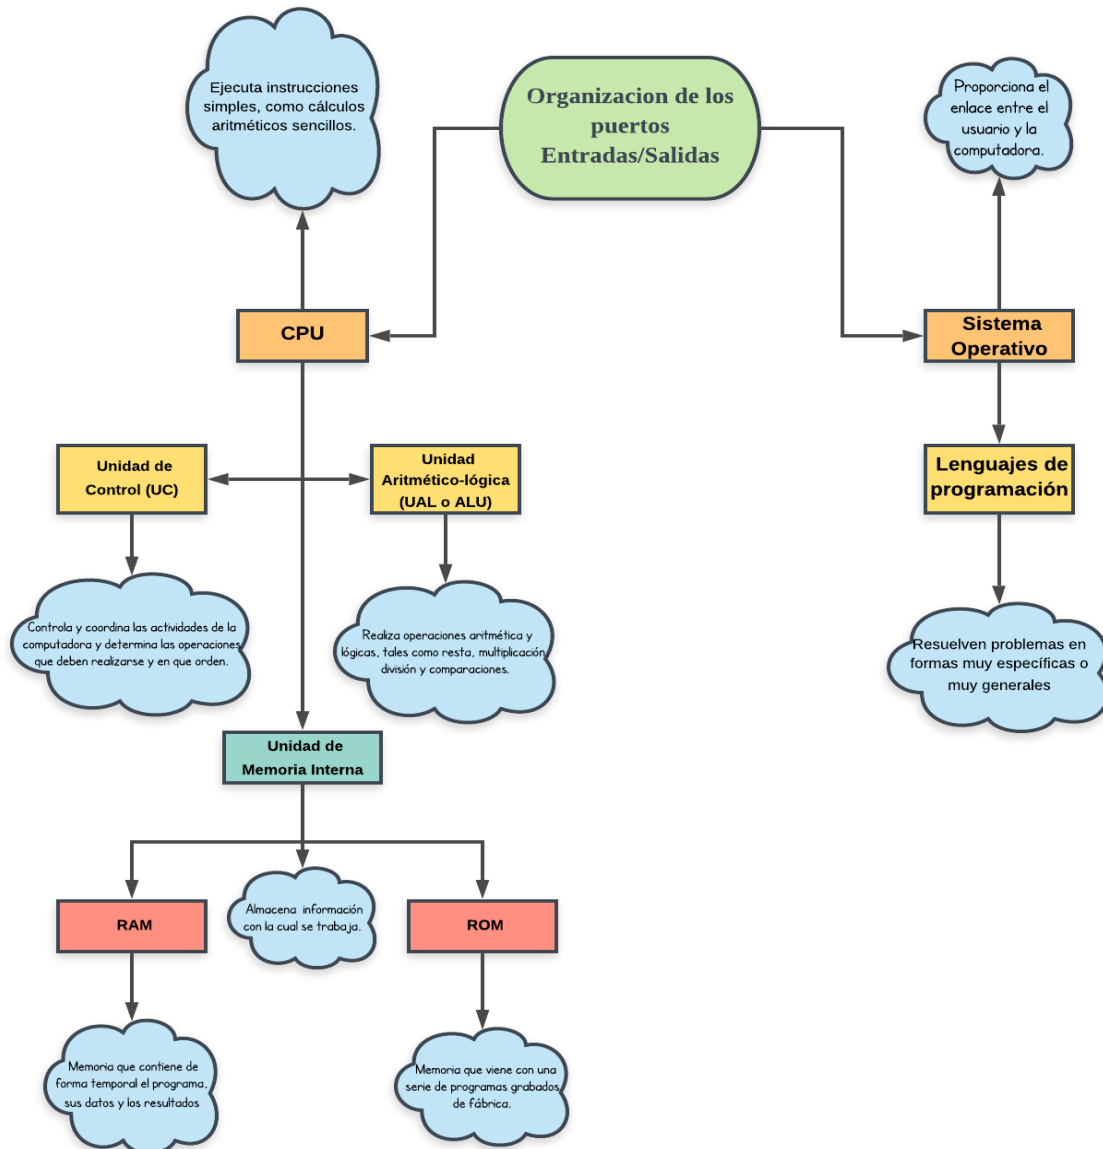 Ejecuta instrucciones
simples, como cálculos
aritméticos sencillos.
Organizacion de los
puertos
Entradas/Salidas
Proporciona el
enlace entre el
usuario y la
computadora.
CPU
Sistema
Operativo
Unidad de
Control (UC)
Unidad
Aritmético-lógica
(UAL o ALU)
Lenguajes de
programación
Controla y coordina las actividades de la
computadora y determina las operaciones
que deben realizarse y en que orden.
Realiza operaciones aritmética y
lógicas, tales como resta, multiplicación,
división y comparaciones.
Resuelven problemas en
formas muy específicas o
muy generales
Unidad de
Memoria Interna
RAM
Almacena información
con la cual se trabaja.
ROM
Memoria que contiene de
forma temporal el programa,
sus datos y los resultados
Memoria que viene con una
serie de programas grabados
de fábrica.